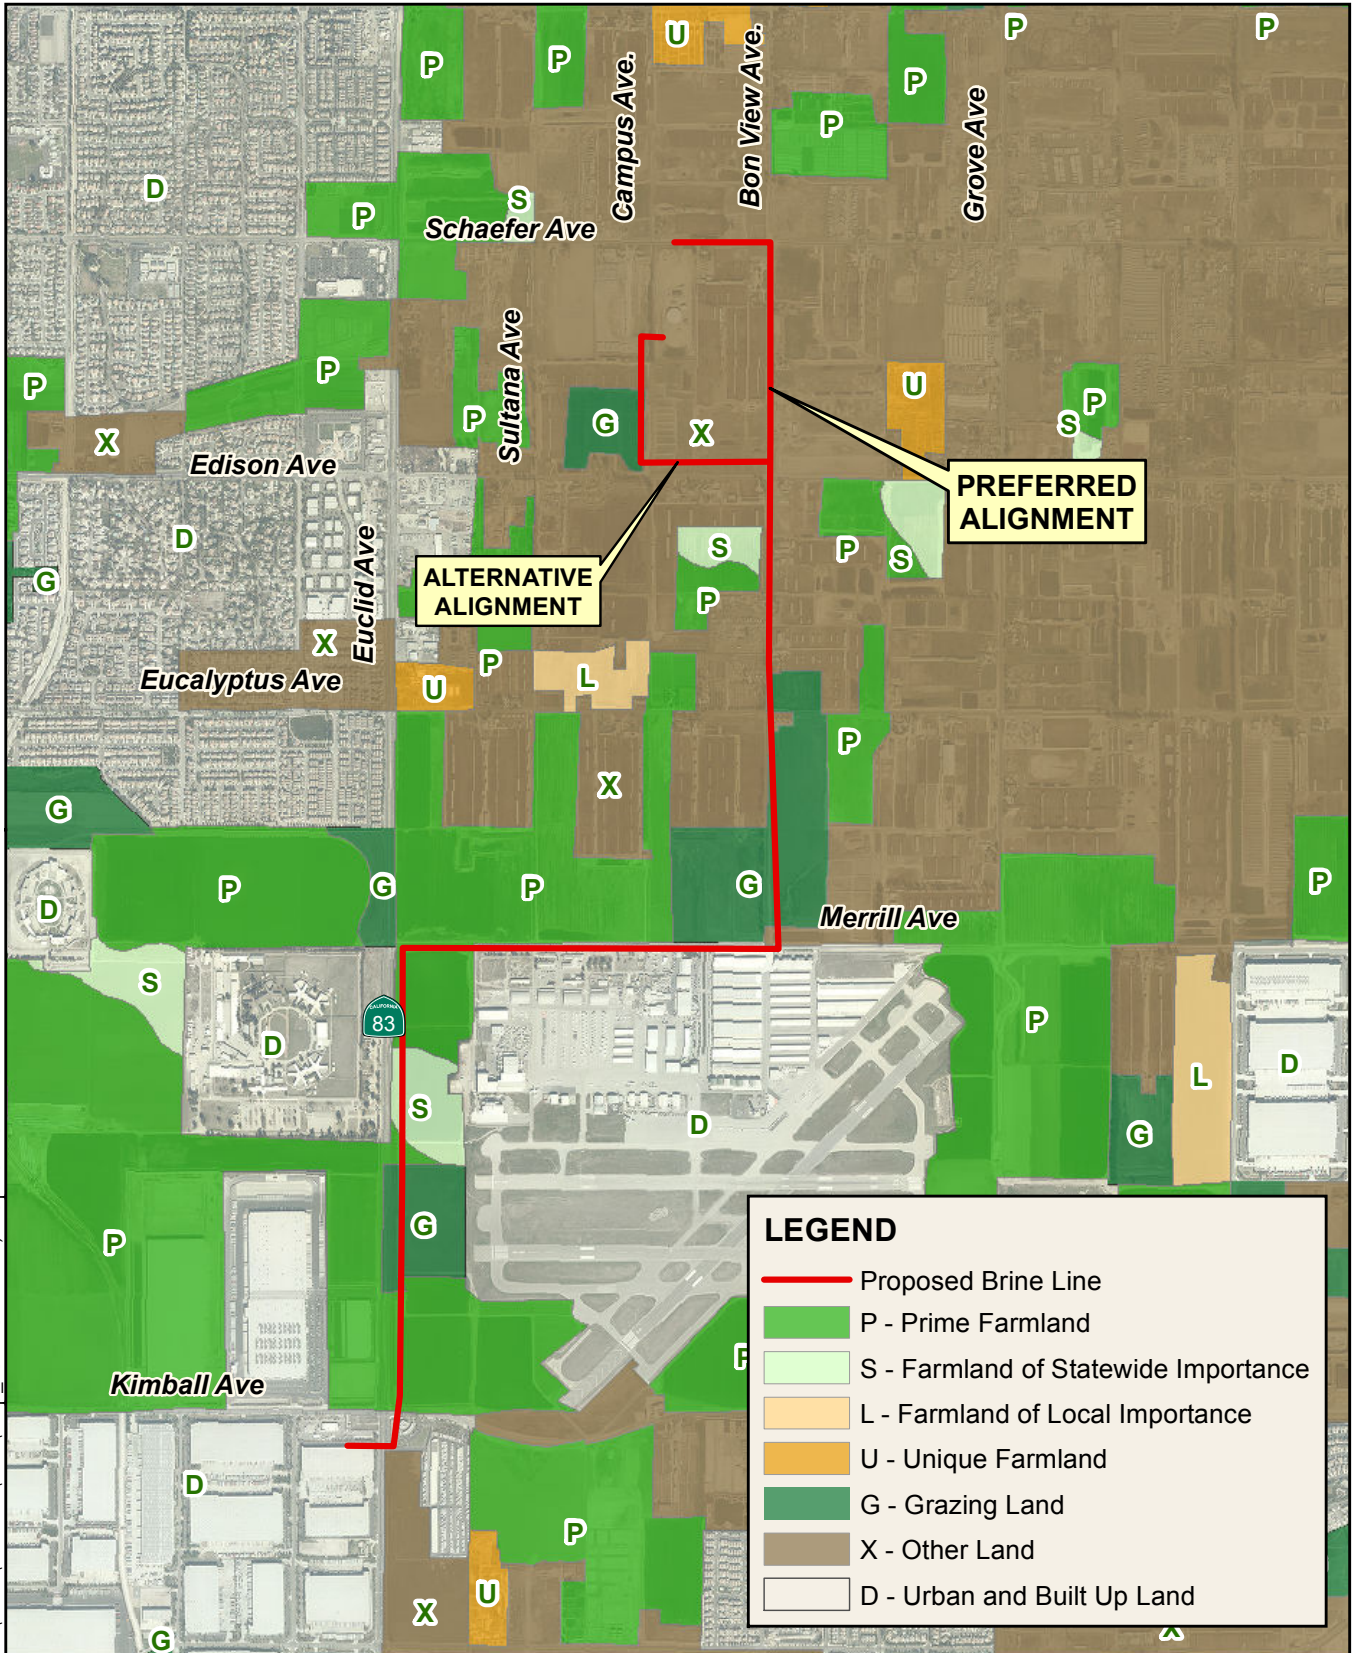 U
P
P
P
P
P
P
Campus Ave.
Bon View Ave.
Grove Ave
P
D
P
S
Schaefer Ave
P
P
Sultana Ave
P
G
X
U
P
S
X
Edison Ave
PREFERRED
ALIGNMENT
D
Euclid Ave
ALTERNATIVE
ALIGNMENT
S
P
P
S
G
X
Eucalyptus Ave
U
P
L
P
X
G
P
G
P
G
P
D
Merrill Ave
S
CALIFORNIA
83
D
P
S
D
L
D
G
P
G
Kimball Ave
P
D
P
U
X
G
X
LEGEND
Proposed Brine Line
P - Prime Farmland
S - Farmland of Statewide Importance
L - Farmland of Local Importance
U - Unique Farmland
G - Grazing Land
X - Other Land
D - Urban and Built Up Land